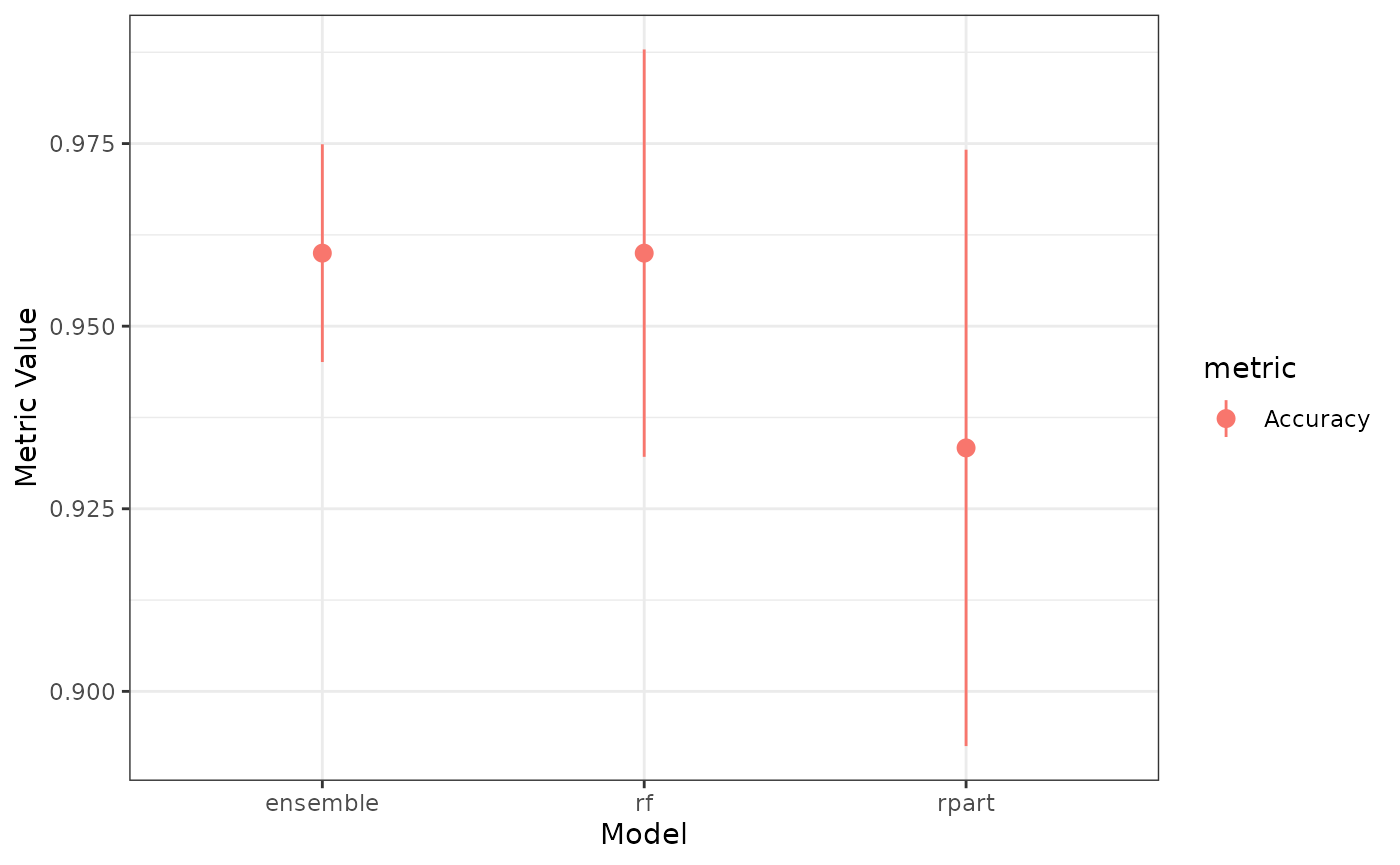 Metric Value
0.975
0.950
0.925
0.900
ensemble
rf
rpart
Model
metric
Accuracy